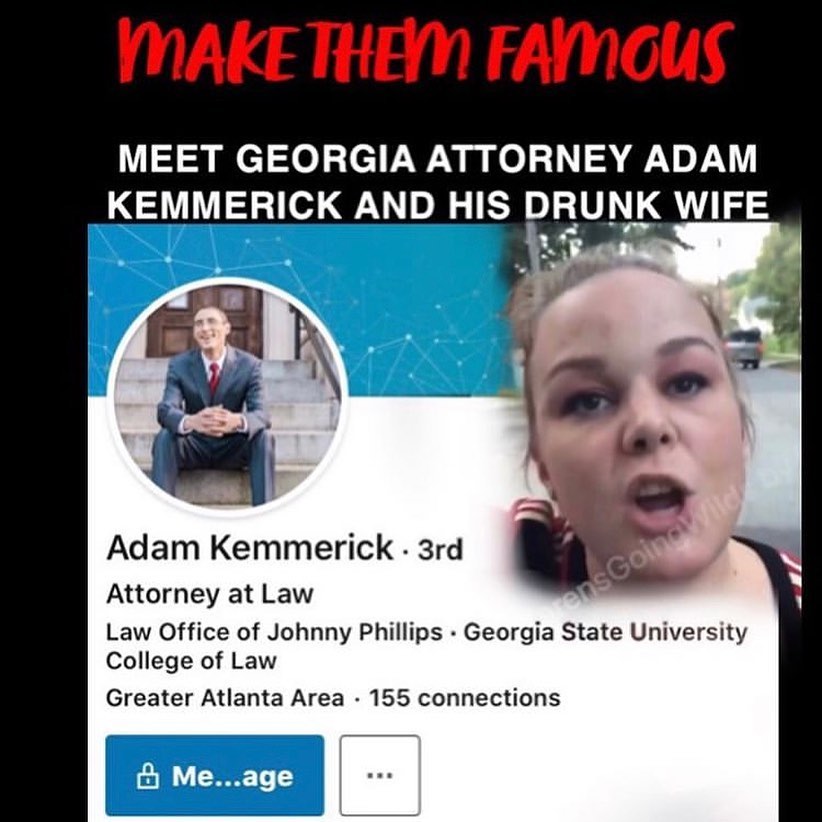 MAKE THEM FAMOUS
MEET GEORGIA ATTORNEY ADAM
KEMMERICK AND HIS DRUNK WIFE
Adam Kemmerick · 3rd
Attorney at Law
Law Office of Johnny Phillips · Georgia State University
College of Law
Greater Atlanta Area · 155 connections
Me...age
...